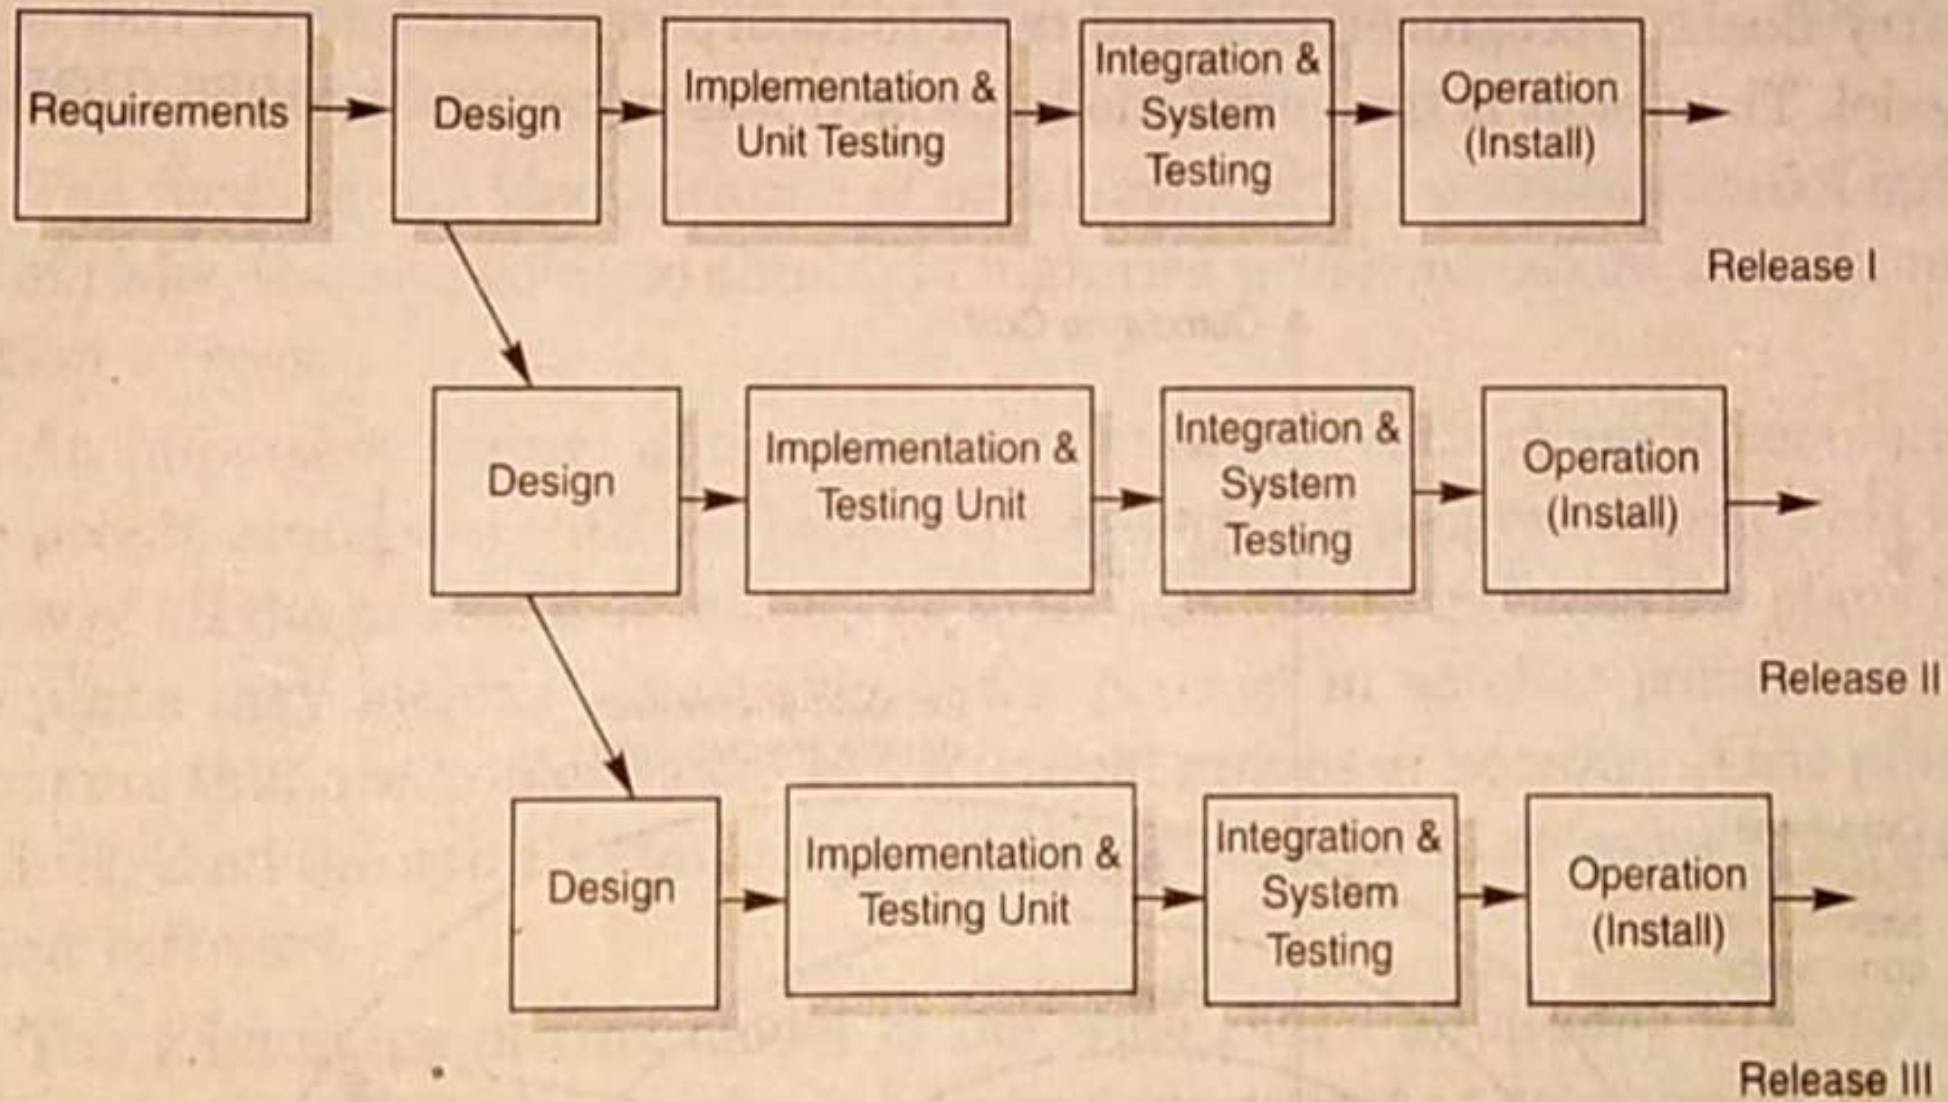 Requirements
Design
Implementation &
Unit Testing
Integration &
System
Testing
Operation
(Install)
Release I
Design
Implementation &
Testing Unit
Integration &
System
Testing
Operation
(Install)
Release II
Design
Implementation &
Testing Unit
Integration &
System
Testing
Operation
(Install)
Release III